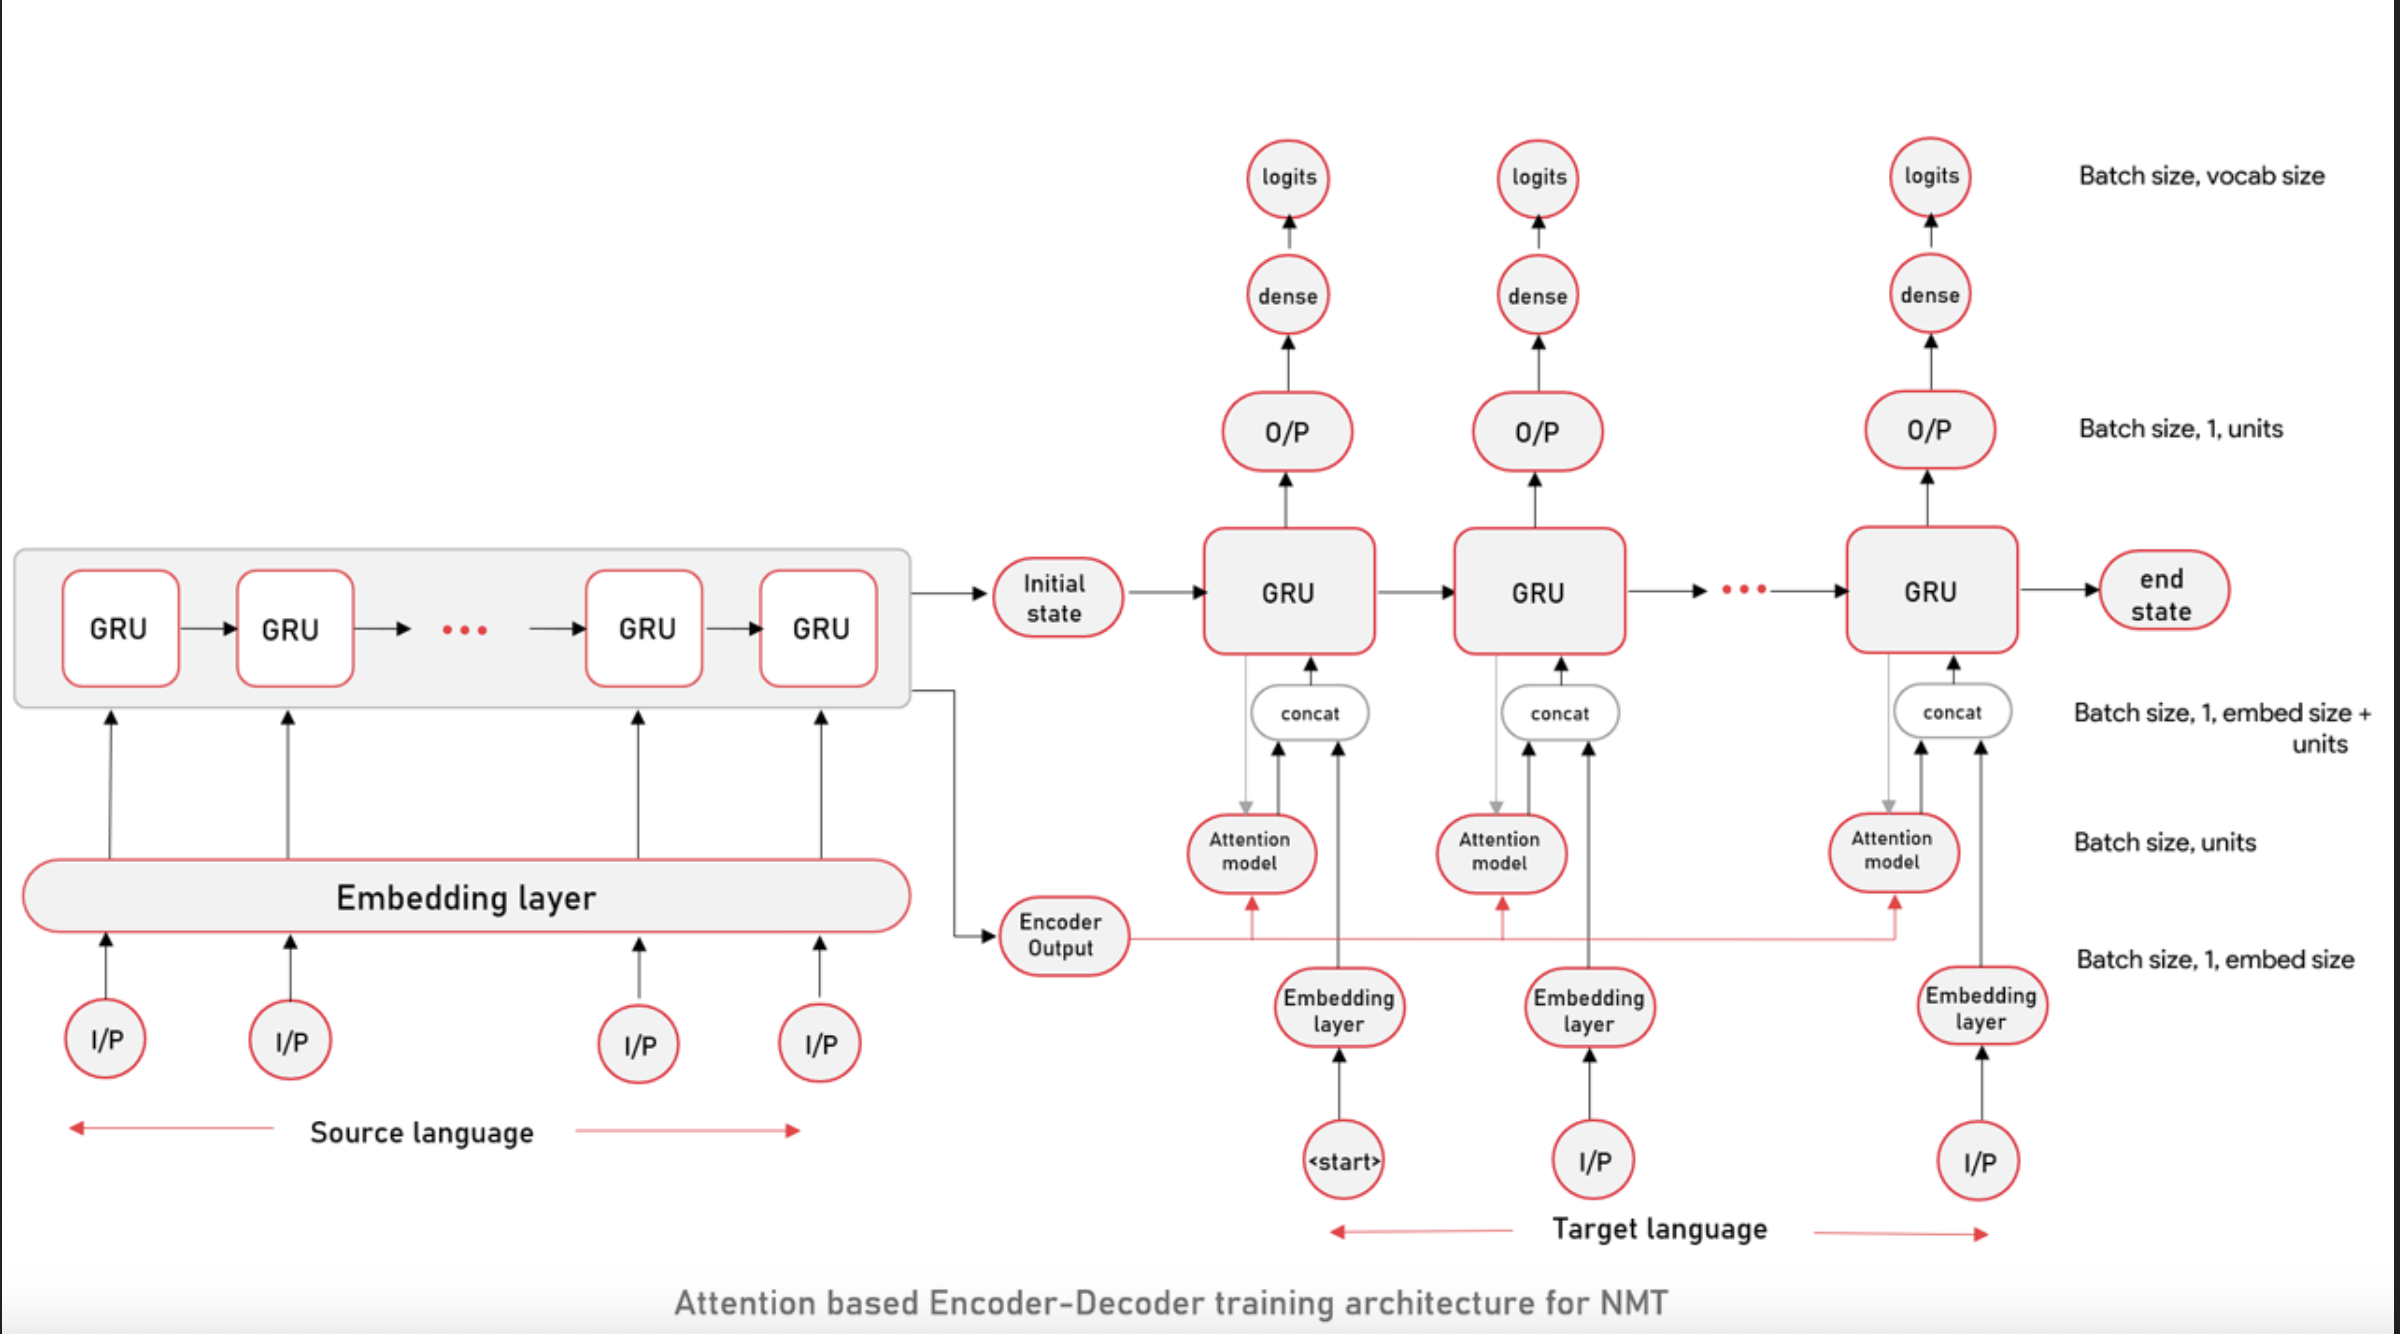 logits
logits
logits
Batch size, vocab size
dense
dense
dense
O/P
O/P
O/P
Batch size, 1, units
GRU
GRU
GRU
GRU
Initial
state
GRU
GRU
GRU
end
state
concat
concat
concat
Batch size, 1, embed size +
units
Attention
model
Attention
model
Attention
model
Batch size, units
Embedding layer
Encoder
Output
Batch size, 1, embed size
Embedding
layer
Embedding
layer
Embedding
layer
I/P
I/P
I/P
I/P
Source language
<start>
I/P
I/P
Target language
Attention based Encoder-Decoder training architecture for NMT